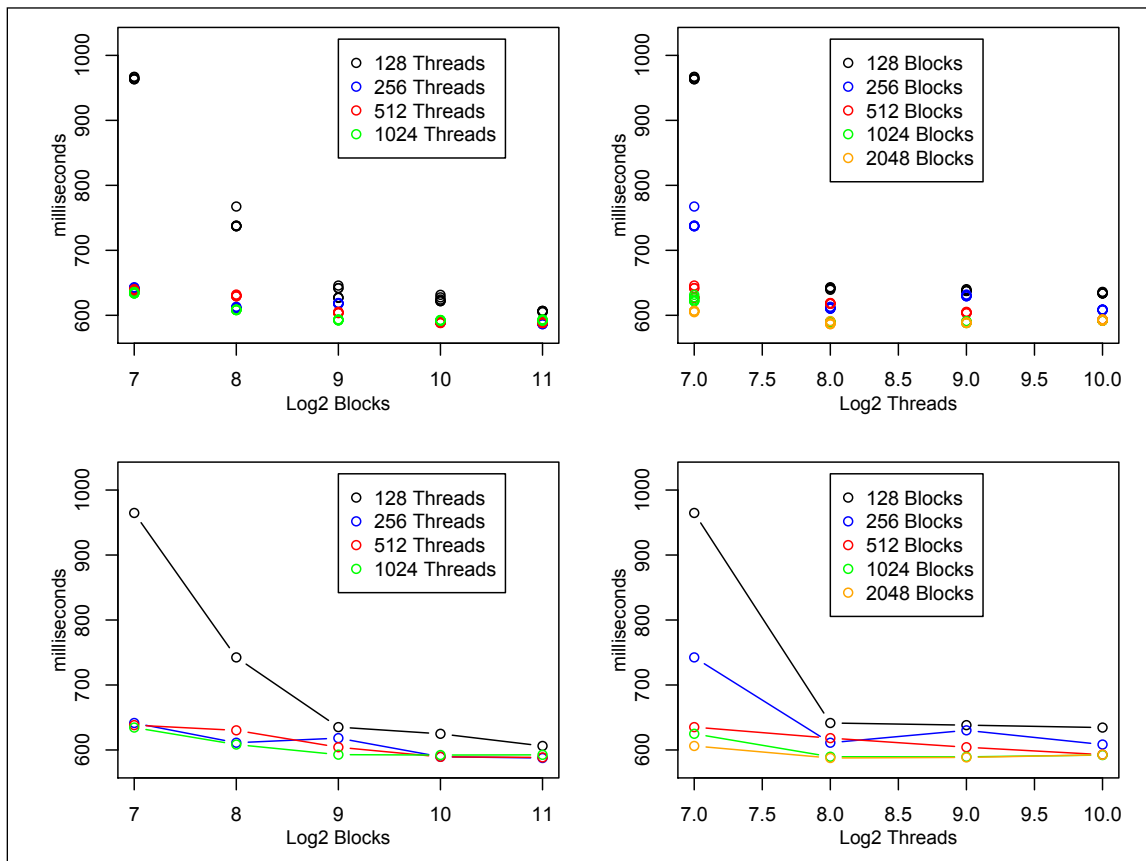 128 Threads
256 Threads
512 Threads
1024 Threads
milliseconds
1000
900
800
700
600
7 8 9 10 11
Log2 Blocks
128 Blocks
256 Blocks
512 Blocks
1024 Blocks
2048 Blocks
milliseconds
1000
900
800
700
600
7.0 7.5 8.0 8.5 9.0 9.5 10.0
Log2 Threads
128 Threads
256 Threads
512 Threads
1024 Threads
milliseconds
1000
900
800
700
600
7 8 9 10 11
Log2 Blocks
128 Blocks
256 Blocks
512 Blocks
1024 Blocks
2048 Blocks
milliseconds
1000
900
800
700
600
7.0 7.5 8.0 8.5 9.0 9.5 10.0
Log2 Threads